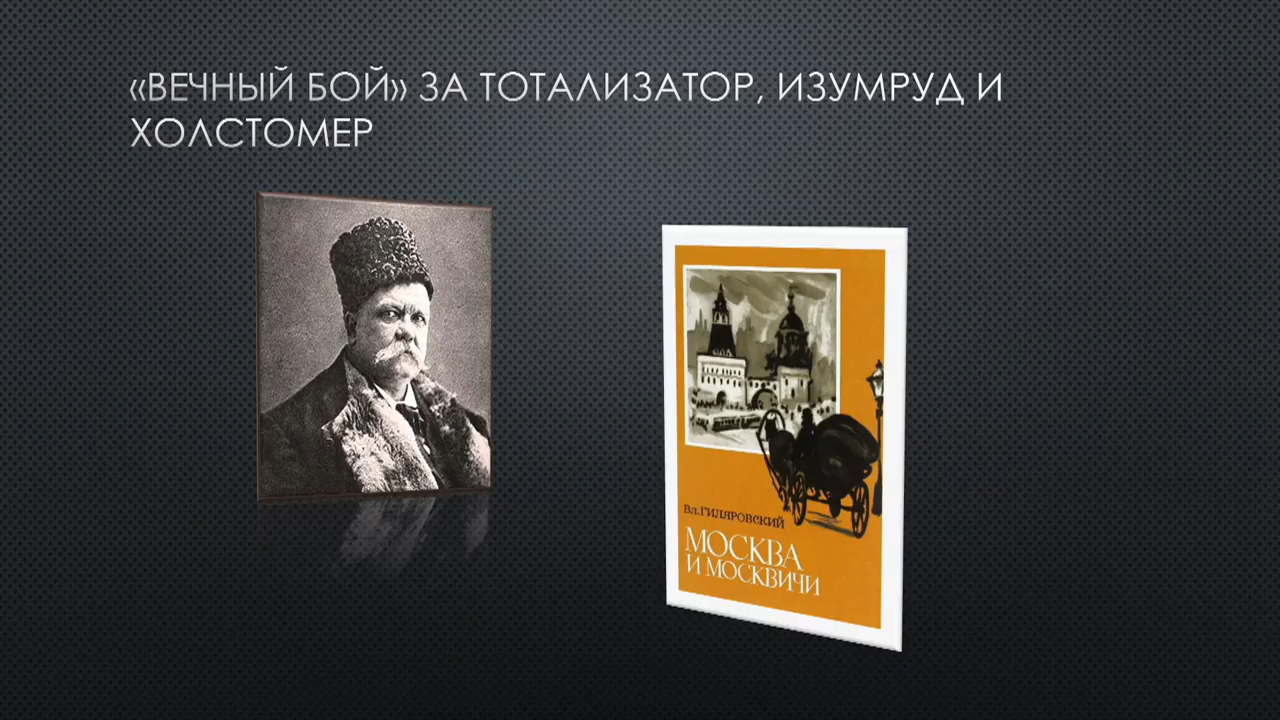 «ВЕЧНЫЙ БОЙ» ЗА ТОТАЛИЗАТОР, ИЗУМРУД И
ХОЛСТОМЕР
Вл. ГИЛЯРОВСКИЙ
МОСКВА
И МОСКВИЧИ